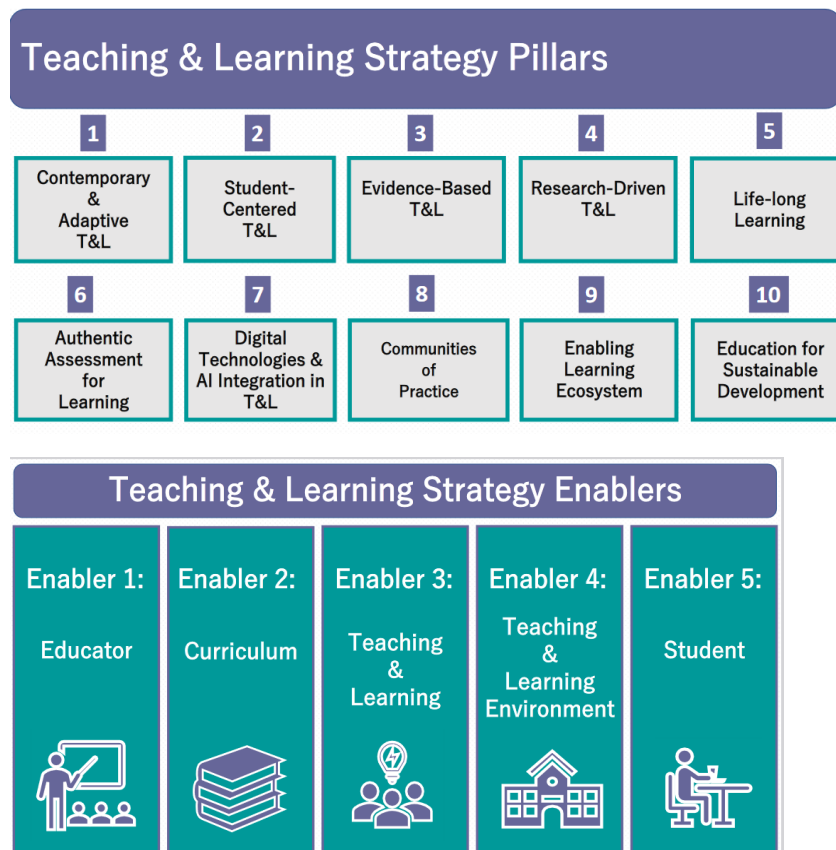 Teaching & Learning Strategy Pillars
1
Contemporary
&
Adaptive
T&L
2
Student-
Centered
T&L
3
Evidence-Based
T&L
4
Research-Driven
T&L
5
Life-long
Learning
6
Authentic
Assessment
for
Learning
7
Digital
Technologies &
AI Integration in
T&L
8
Communities
of
Practice
9
Enabling
Learning
Ecosystem
10
Education for
Sustainable
Development
Teaching & Learning Strategy Enablers
Enabler 1:
Educator
Enabler 2:
Curriculum
Enabler 3:
Teaching
&
Learning
Enabler 4:
Teaching
&
Learning
Environment
Enabler 5:
Student